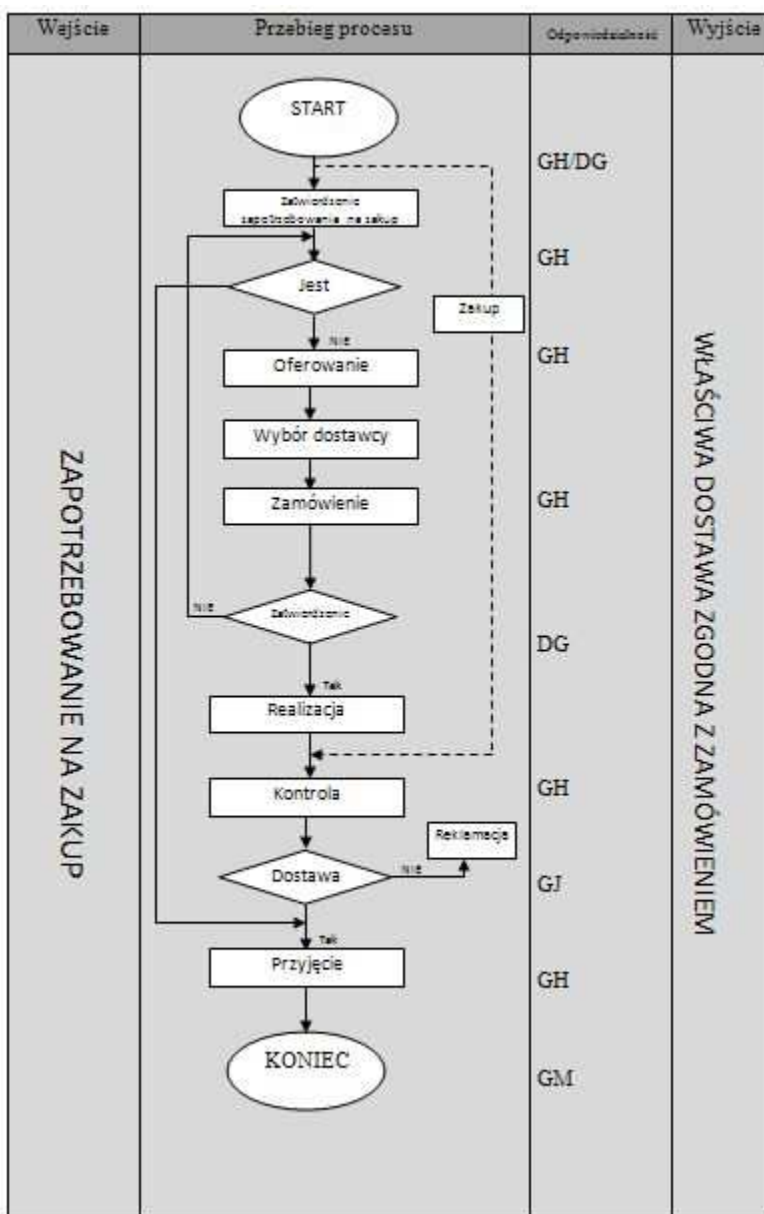 Wejście
Przebieg procesu
Odpowiedzialność
Wyjście
ZAPOTRZEBOWANIE NA ZAKUP
START
Zatwierdzenie
zapotrzebowania na zakup
Jest
NIE
Zakup
Oferowanie
Wybór dostawcy
Zamówienie
NIE
Zatwierdzenie
Tak
Realizacja
Kontrola
Reklamacja
Dostawa
NIE
Tak
Przyjęcie
KONIEC
GH/DG
GH
GH
GH
DG
GH
GJ
GH
GM
WŁAŚCIWA DOSTAWA ZGODNA Z ZAMÓWIENIEM